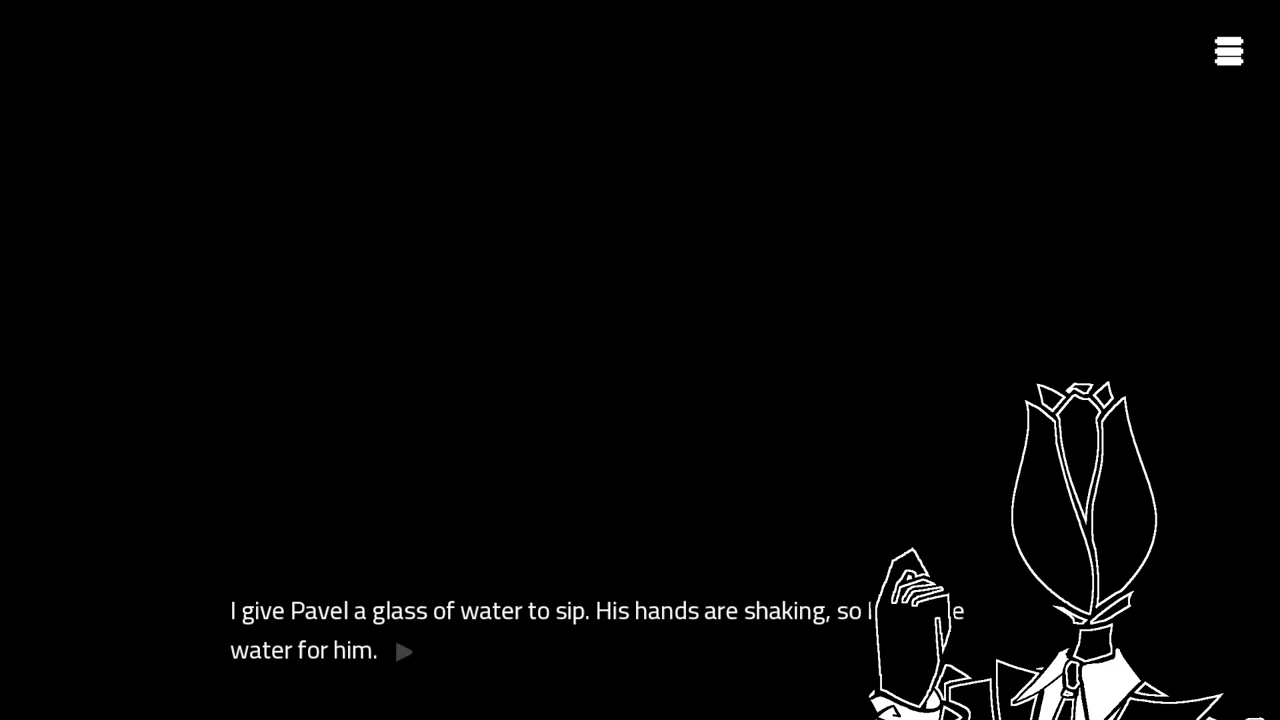 I give Pavel a glass of water to sip. His hands are shaking, so I
water for him.